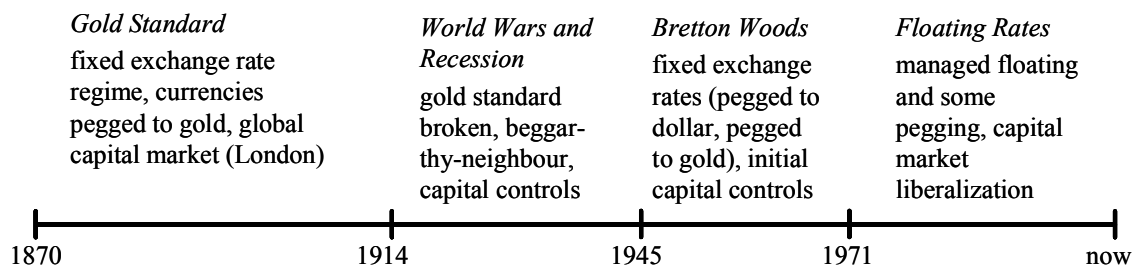 Gold Standard
fixed exchange rate
regime, currencies
pegged to gold, global
capital market (London)
World Wars and
Recession
gold standard
broken, beggar-
thy-neighbour,
capital controls
Bretton Woods
fixed exchange
rates (pegged to
dollar, pegged
to gold), initial
capital controls
Floating Rates
managed floating
and some
pegging, capital
market
liberalization
1870
1914
1945
1971
now